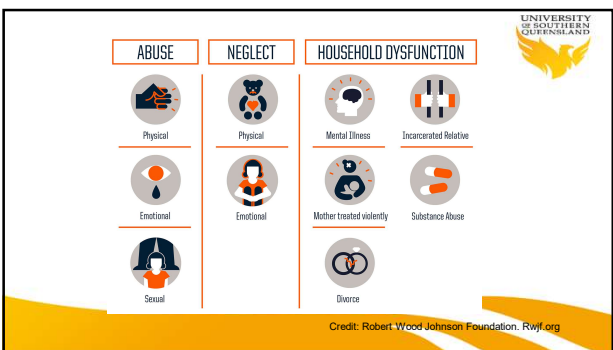 UNIVERSITY
OF SOUTHERN
QUEENSLAND
ABUSE
NEGLECT
HOUSEHOLD DYSFUNCTION
Physical
Physical
Mental Illness
Incarcerated Relative
Emotional
Emotional
Mother treated violently
Substance Abuse
Sexual
Divorce
Credit: Robert Wood Johnson Foundation. Rwjf.org